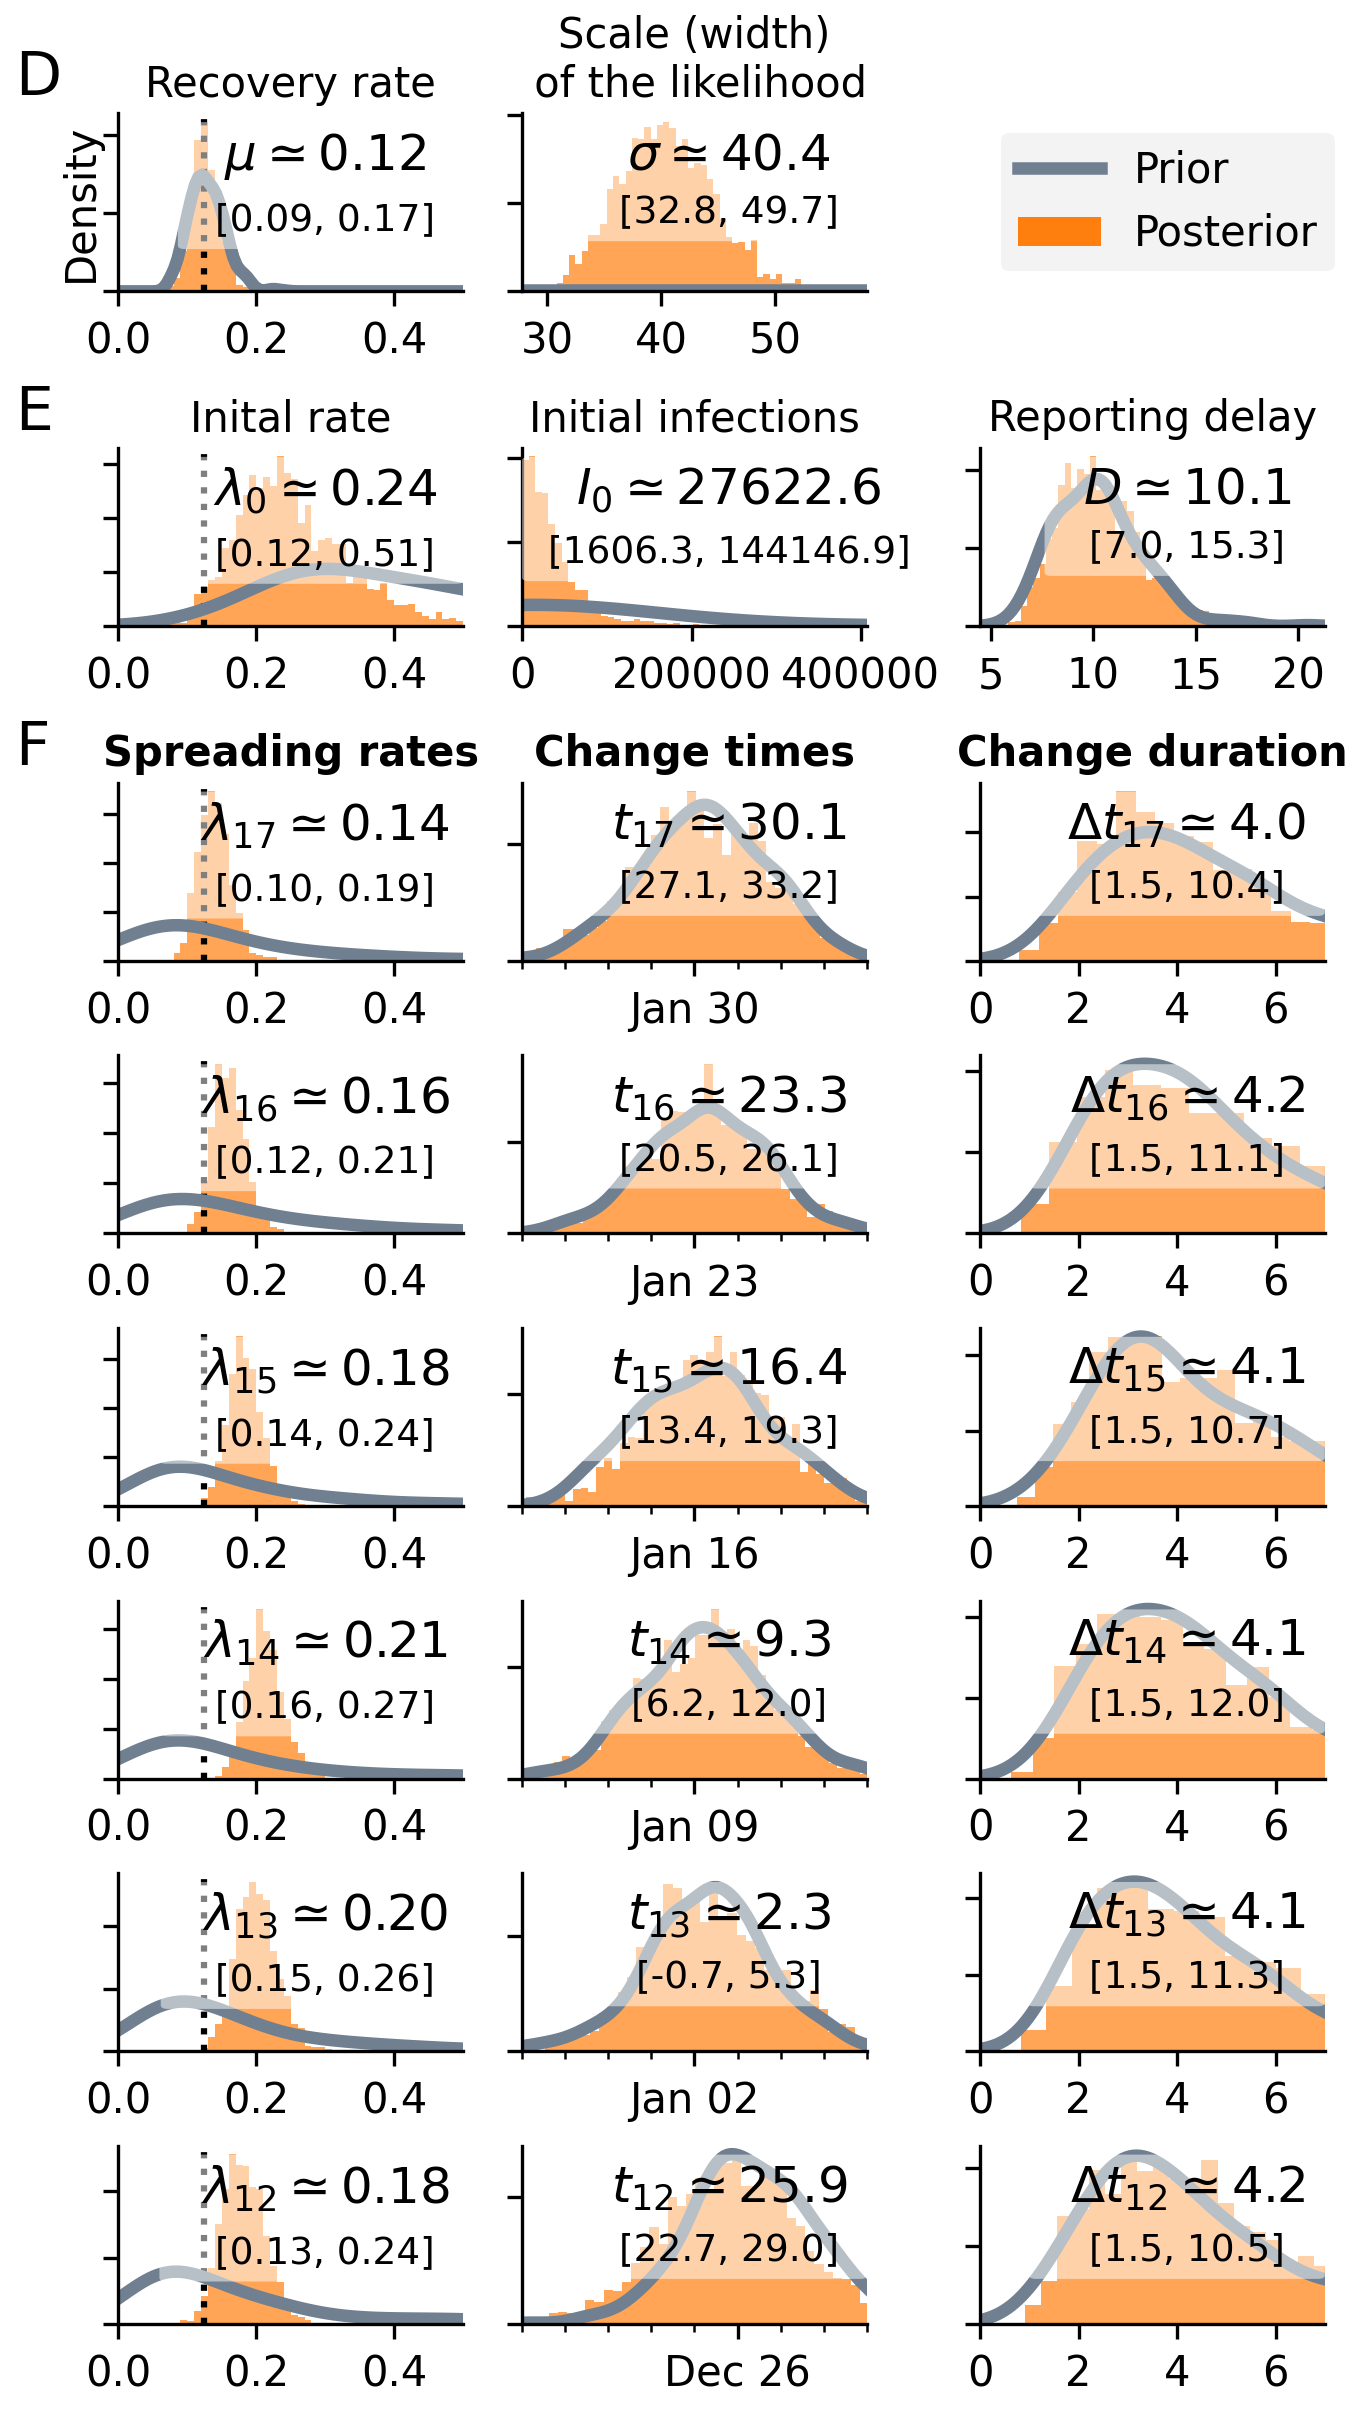 D
Recovery rate
Density
μ ≃ 0.12
[0.09, 0.17]
0.0 0.2 0.4
Scale (width)
of the likelihood
σ ≃ 40.4
[32.8, 49.7]
30 40 50
Prior
Posterior
E
Inital rate
λ0 ≃ 0.24
[0.12, 0.51]
0.0 0.2 0.4
Initial infections
I0 ≃ 27622.6
[1606.3, 144146.9]
0 200000 400000
Reporting delay
D ≃ 10.1
[7.0, 15.3]
5 10 15 20
F
Spreading rates
Change times
Change duration
λ17 ≃ 0.14
[0.10, 0.19]
0.0 0.2 0.4
t17 ≃ 30.1
[27.1, 33.2]
Jan 30
Δt17 ≃ 4.0
[1.5, 10.4]
0 2 4 6
λ16 ≃ 0.16
[0.12, 0.21]
0.0 0.2 0.4
t16 ≃ 23.3
[20.5, 26.1]
Jan 23
Δt16 ≃ 4.2
[1.5, 11.1]
0 2 4 6
λ15 ≃ 0.18
[0.14, 0.24]
0.0 0.2 0.4
t15 ≃ 16.4
[13.4, 19.3]
Jan 16
Δt15 ≃ 4.1
[1.5, 10.7]
0 2 4 6
λ14 ≃ 0.21
[0.16, 0.27]
0.0 0.2 0.4
t14 ≃ 9.3
[6.2, 12.0]
Jan 09
Δt14 ≃ 4.1
[1.5, 12.0]
0 2 4 6
λ13 ≃ 0.20
[0.15, 0.26]
0.0 0.2 0.4
t13 ≃ 2.3
[-0.7, 5.3]
Jan 02
Δt13 ≃ 4.1
[1.5, 11.3]
0 2 4 6
λ12 ≃ 0.18
[0.13, 0.24]
0.0 0.2 0.4
t12 ≃ 25.9
[22.7, 29.0]
Dec 26
Δt12 ≃ 4.2
[1.5, 10.5]
0 2 4 6